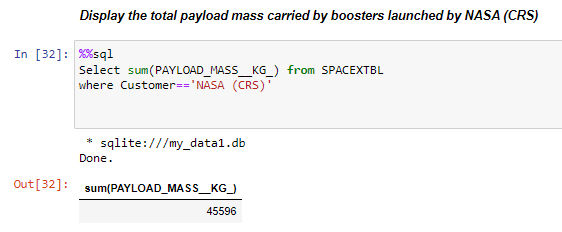 Display the total payload mass carried by boosters launched by NASA (CRS)
In [32]: %%sql
Select sum(PAYLOAD_MASS__KG_) from SPACEXTBL
where Customer=='NASA (CRS)'
* sqlite:///my_data1.db
Done.
Out[32]: sum(PAYLOAD_MASS__KG_)
45596